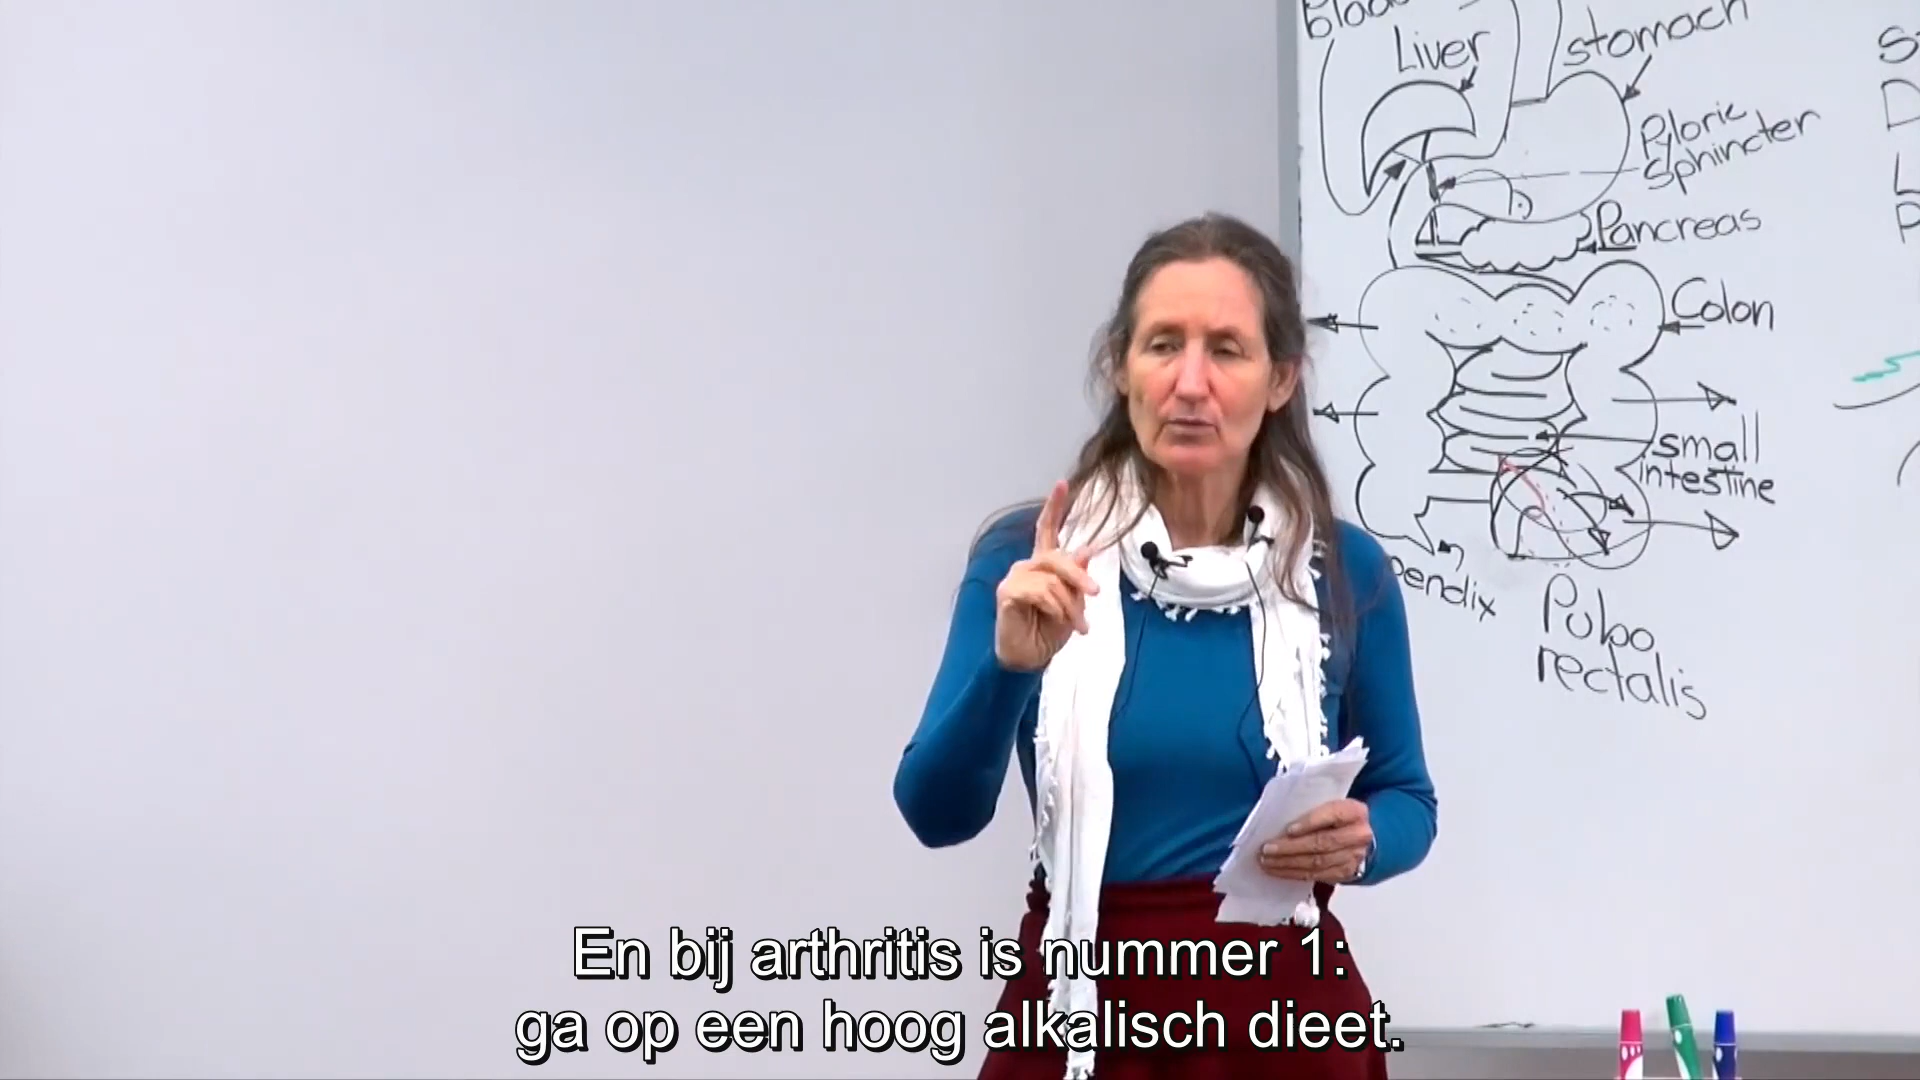 Liver
stomach
Pyloric
sphincter
Pancreas
Colon
small
intestine
pendix
Pubo
rectalis
En bij arthritis is nummer 1:
ga op een hoog alkalisch dieet.